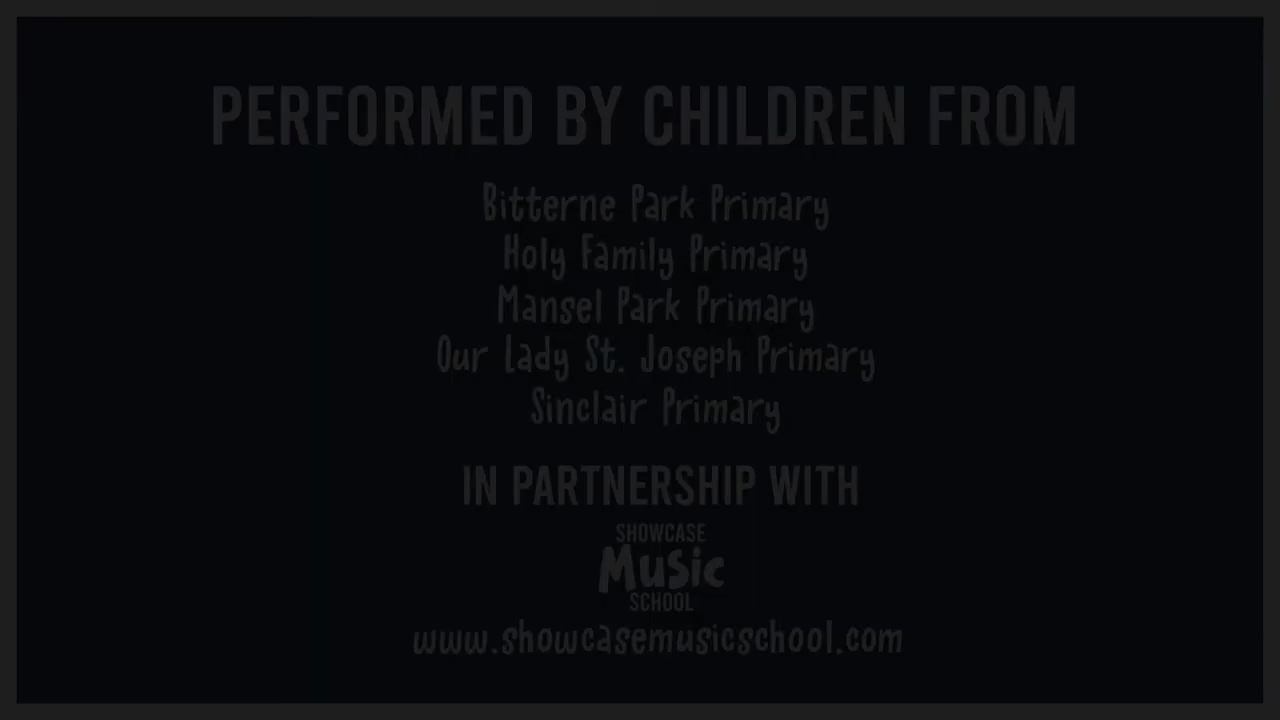 PERFORMED BY CHILDREN FROM
Bitterne Park Primary
Holy Family Primary
Mansel Park Primary
Our Lady St. Joseph Primary
Sinclair Primary
IN PARTNERSHIP WITH
SHOWCASE
Music
SCHOOL
www.showcasemusicschool.com